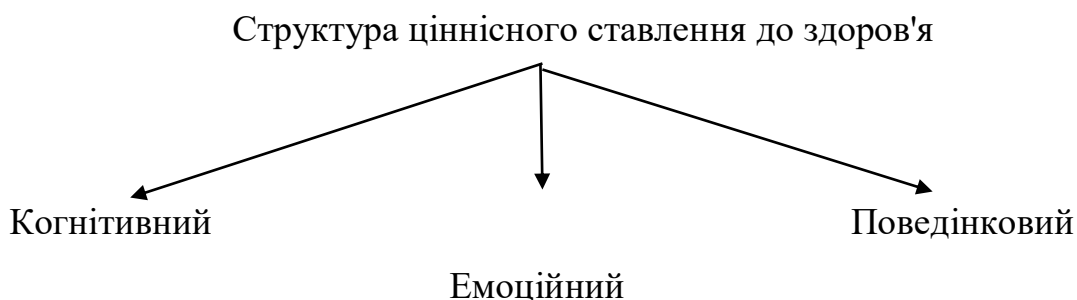 Структура ціннісного ставлення до здоров'я
Когнітивний Поведінковий
Емоційний